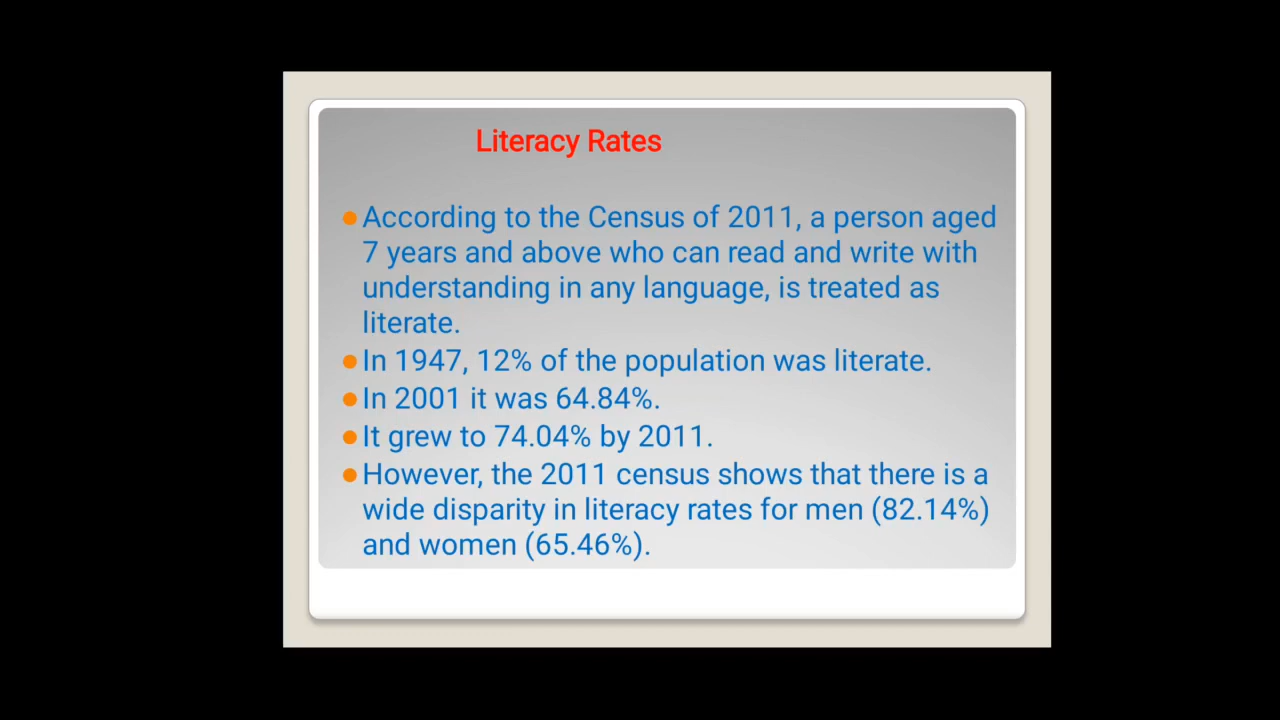 Literacy Rates
According to the Census of 2011, a person aged
7 years and above who can read and write with
understanding in any language, is treated as
literate.
In 1947, 12% of the population was literate.
In 2001 it was 64.84%.
It grew to 74.04% by 2011.
However, the 2011 census shows that there is a
wide disparity in literacy rates for men (82.14%)
and women (65.46%).